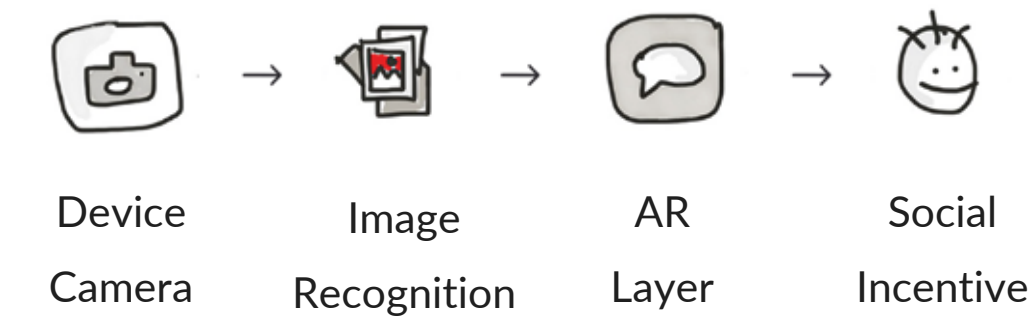 Device
Camera
Image
Recognition
AR
Layer
Social
Incentive